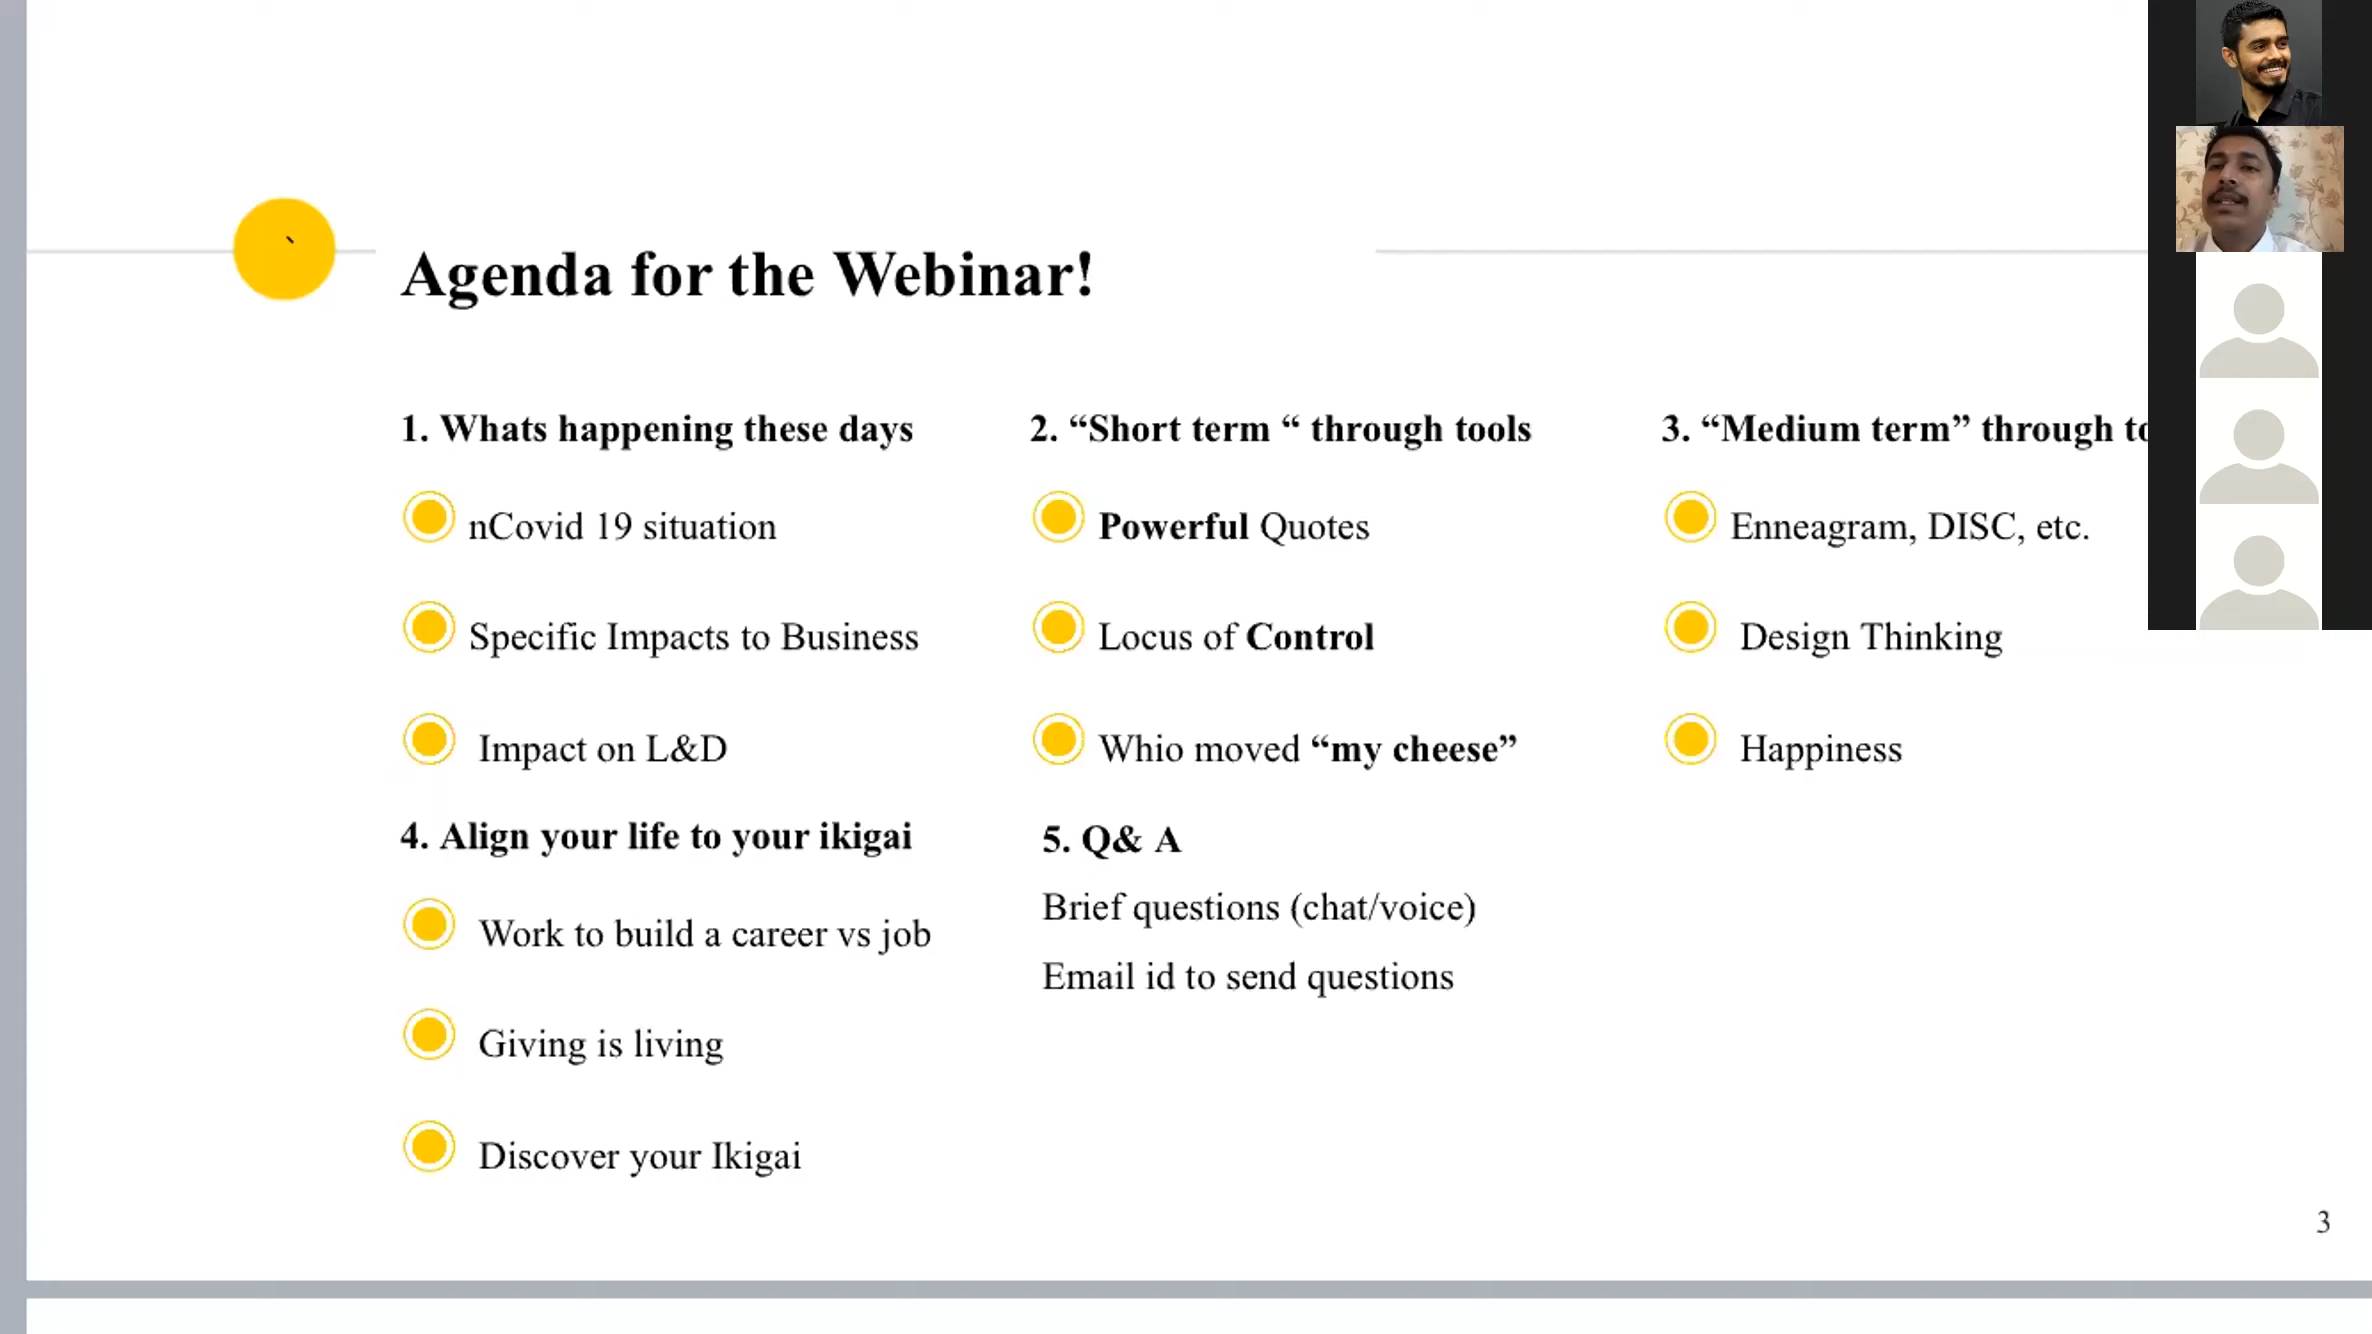 Agenda for the Webinar!
1. Whats happening these days
nCovid 19 situation
Specific Impacts to Business
Impact on L&D
2. “Short term “ through tools
Powerful Quotes
Locus of Control
Whio moved “my cheese”
3. “Medium term” through
Enneagram, DISC, etc.
Design Thinking
Happiness
4. Align your life to your ikigai
Work to build a career vs job
Giving is living
Discover your Ikigai
5. Q& A
Brief questions (chat/voice)
Email id to send questions
3